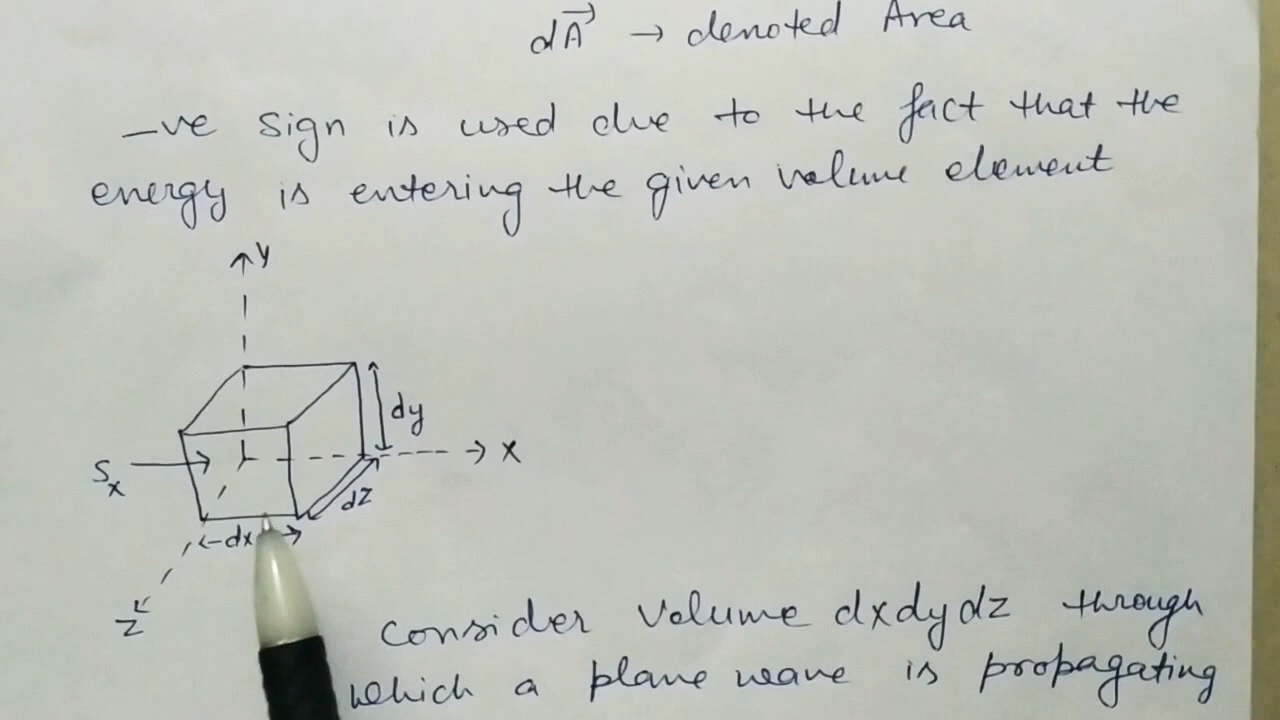 dA⃗ → denoted Area
-ve sign is used due to the fact that the
energy is entering the given volume element
Y
dy
Sx
X
dz
dx
Z
consider volume dxdydz through
which a plane wave is propagating